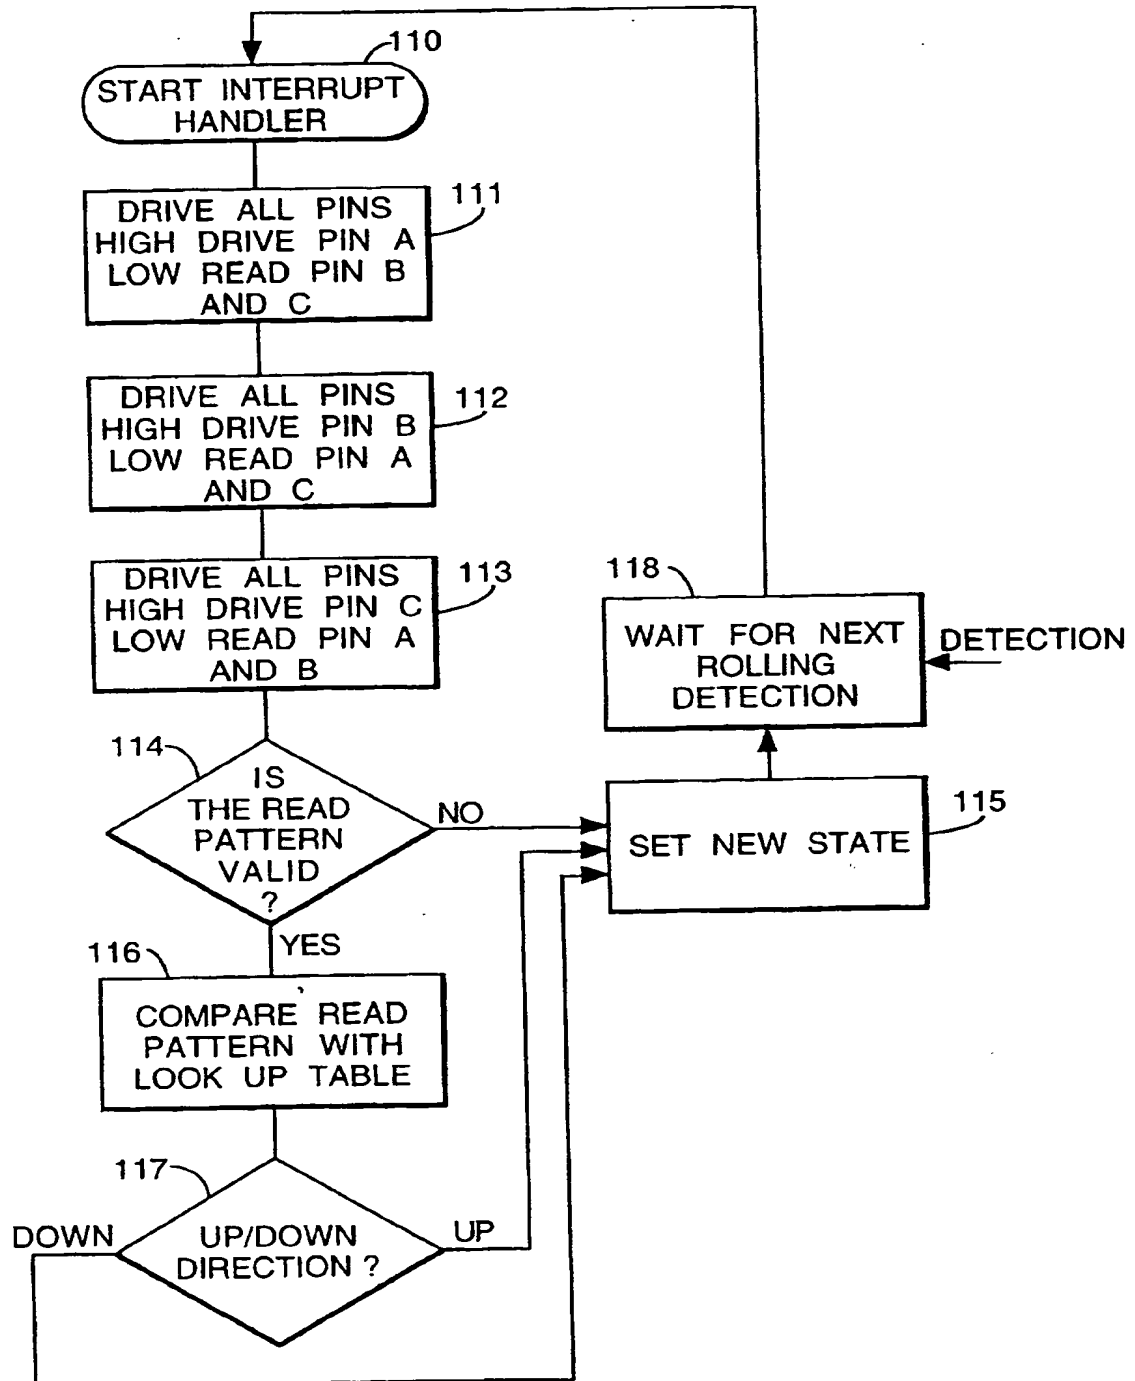 110
START INTERRUPT
HANDLER
111
DRIVE ALL PINS
HIGH DRIVE PIN A
LOW READ PIN B
AND C
112
DRIVE ALL PINS
HIGH DRIVE PIN B
LOW READ PIN A
AND C
113
DRIVE ALL PINS
HIGH DRIVE PIN C
LOW READ PIN A
AND B
114
IS
THE READ
PATTERN
VALID
?
NO
YES
115
SET NEW STATE
116
COMPARE READ
PATTERN WITH
LOOK UP TABLE
117
UP/DOWN
DIRECTION ?
DOWN
UP
118
WAIT FOR NEXT
ROLLING
DETECTION
DETECTION